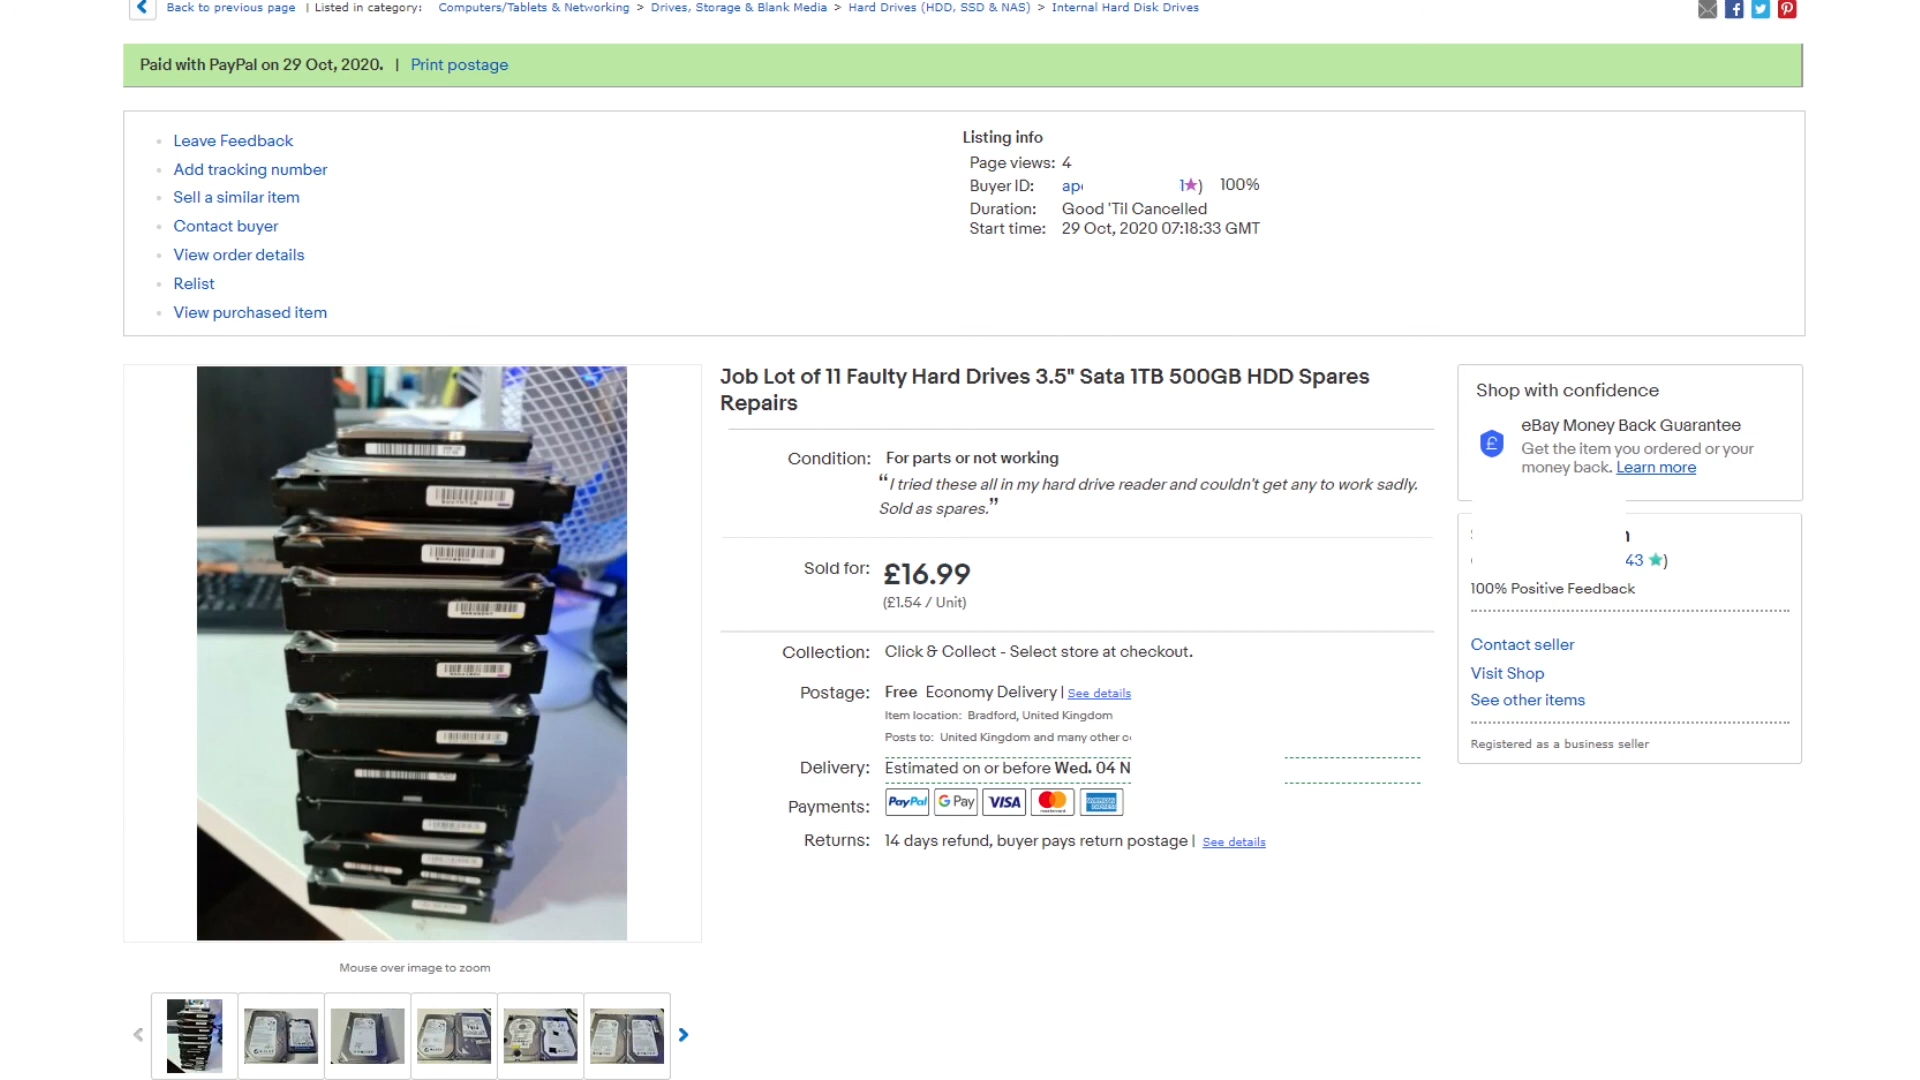 Back to previous page | Listed in category: Computers/Tablets & Networking > Drives, Storage & Blank Media > Hard Drives (HDD, SSD & NAS) > Internal Hard Disk Drives
Paid with PayPal on 29 Oct, 2020. | Print postage
Leave Feedback
Add tracking number
Sell a similar item
Contact buyer
View order details
Relist
View purchased item
Listing info
Page views: 4
Buyer ID: ap 1★) 100%
Duration: Good 'Til Cancelled
Start time: 29 Oct, 2020 07:18:33 GMT
Job Lot of 11 Faulty Hard Drives 3.5" Sata 1TB 500GB HDD Spares
Repairs
Condition: For parts or not working
“I tried these all in my hard drive reader and couldn't get any to work sadly.
Sold as spares.”
Sold for: £16.99
(£1.54 / Unit)
Collection: Click & Collect - Select store at checkout.
Postage: Free Economy Delivery | See details
Item location: Bradford, United Kingdom
Posts to: United Kingdom and many other
Delivery: Estimated on or before Wed. 04 N
Payments: PayPal G Pay VISA mastercard AMERICAN EXPRESS
Returns: 14 days refund, buyer pays return postage | See details
Shop with confidence
eBay Money Back Guarantee
Get the item you ordered or your
money back. Learn more
43 ★)
100% Positive Feedback
Contact seller
Visit Shop
See other items
Registered as a business seller
Mouse over image to zoom